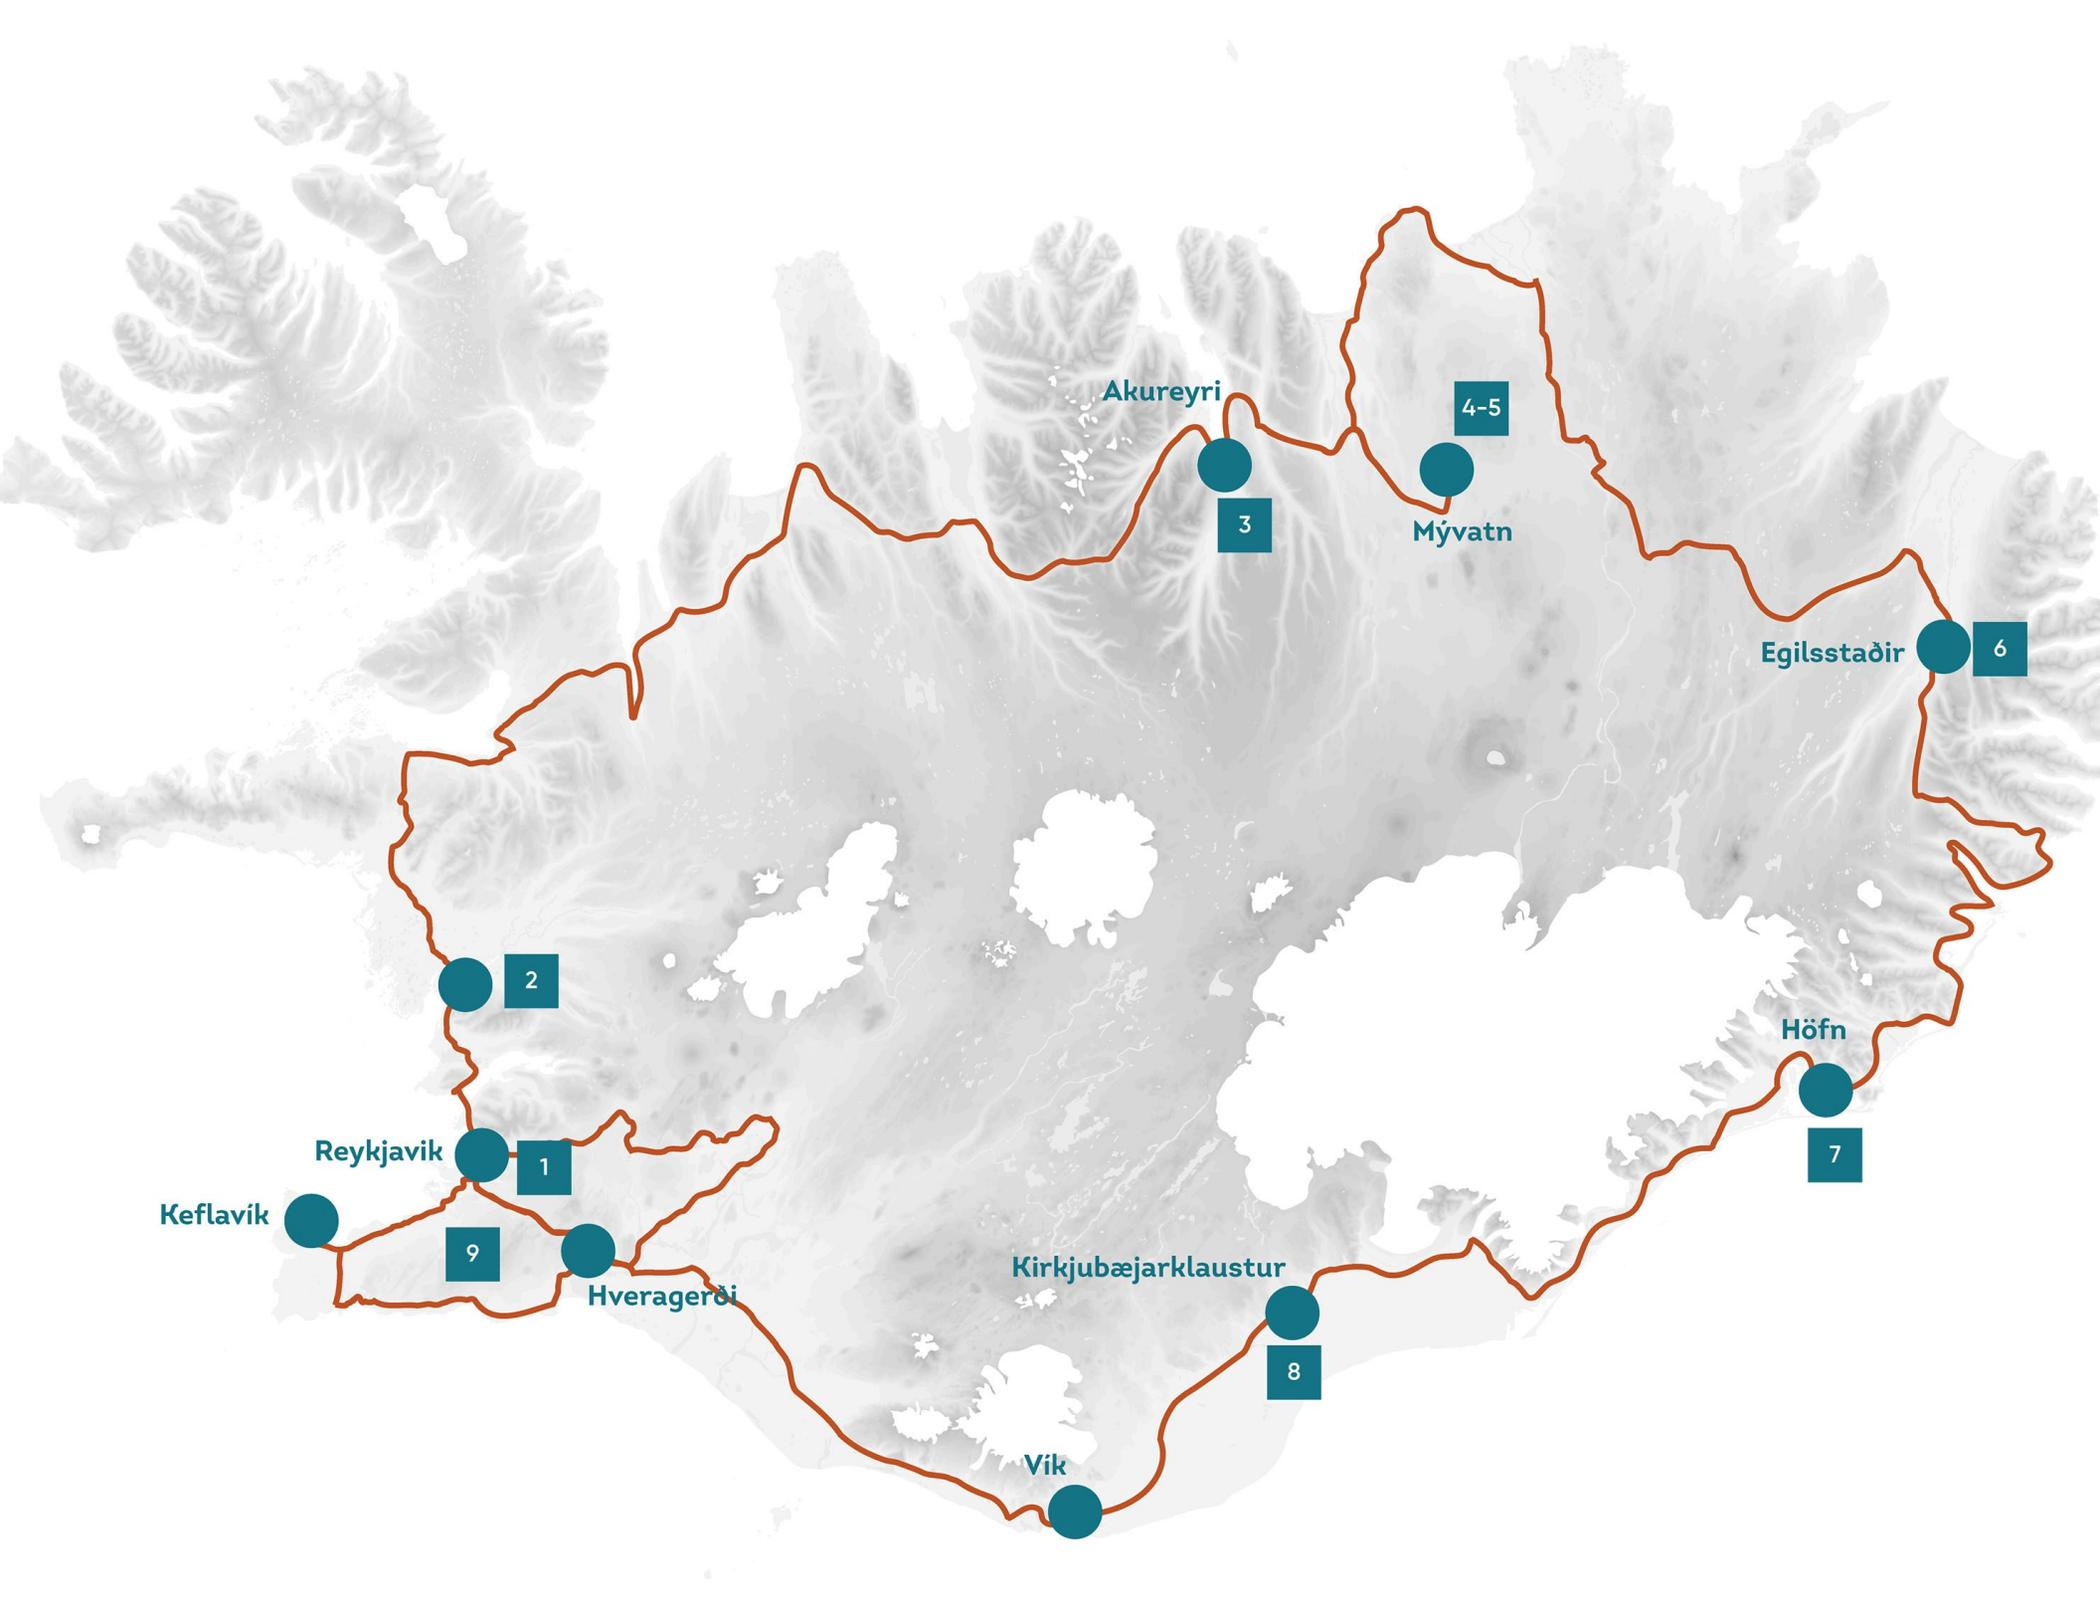 Akureyri
4-5
3
Mývatn
Egilsstaðir
6
2
Höfn
Reykjavik
1
7
Keflavík
9
Kirkjubæjarklaustur
Hveragerði
8
Vík